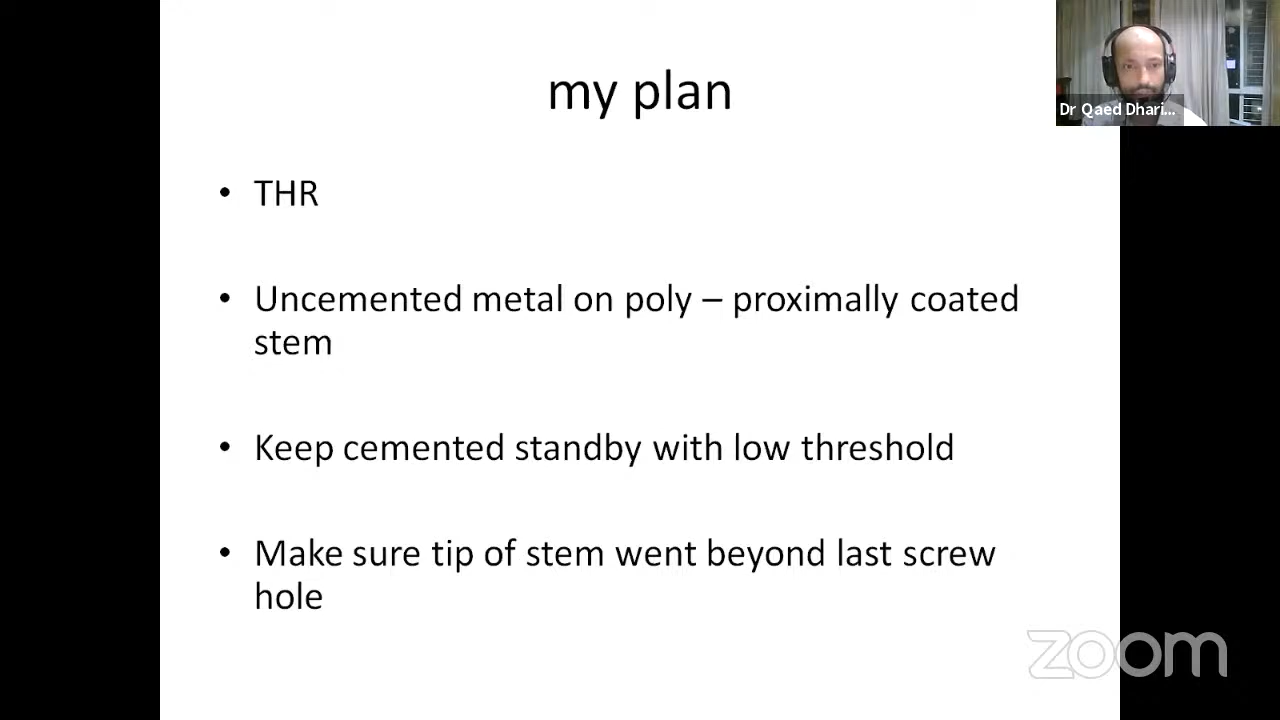 my plan
Dr Qaed Dhari...
• THR
• Uncemented metal on poly – proximally coated
stem
• Keep cemented standby with low threshold
• Make sure tip of stem went beyond last screw
hole
zoom